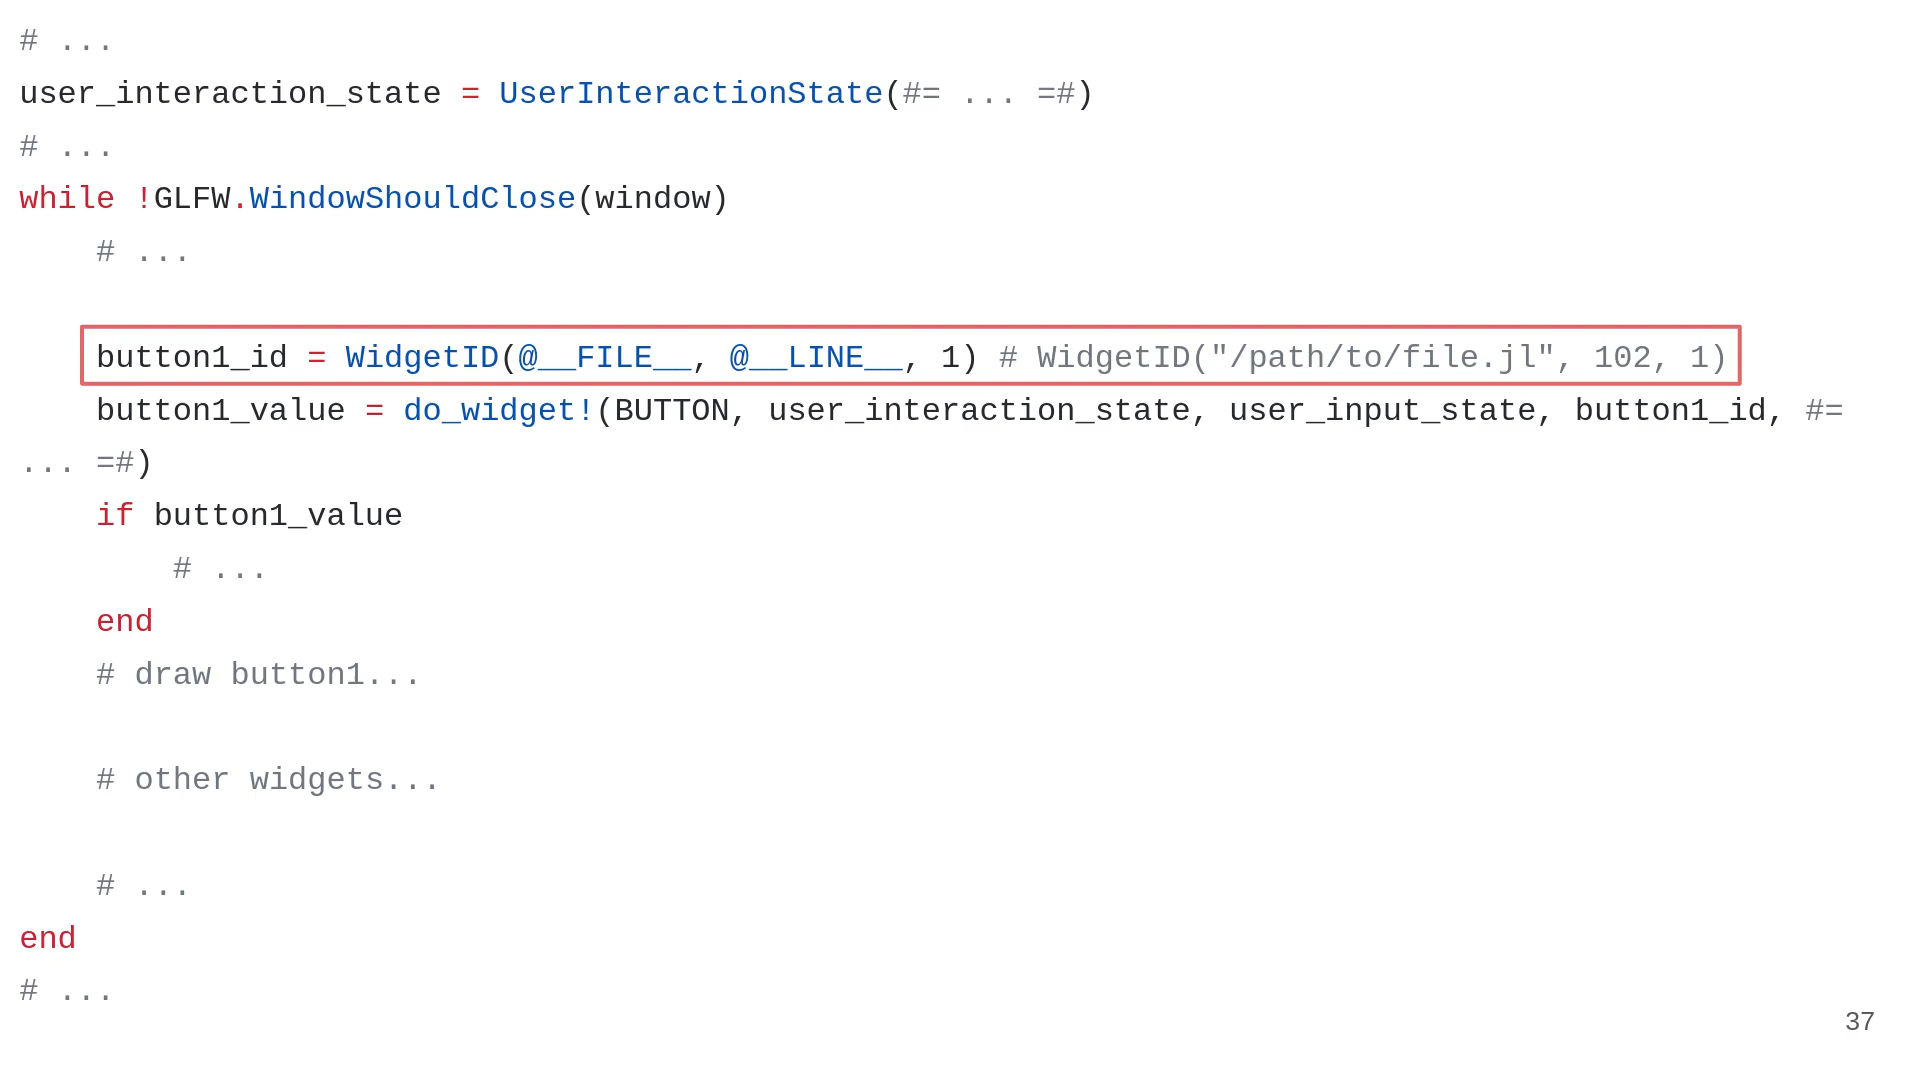 # ...
user_interaction_state = UserInteractionState(#= ... =#)
# ...
while !GLFW.WindowShouldClose(window)
    # ...
    button1_id = WidgetID(@__FILE__, @__LINE__, 1) # WidgetID("/path/to/file.jl", 102, 1)
    button1_value = do_widget!(BUTTON, user_interaction_state, user_input_state, button1_id, #=
... =#)
    if button1_value
        # ...
    end
    # draw button1...
    # other widgets...
    # ...
end
# ...
37